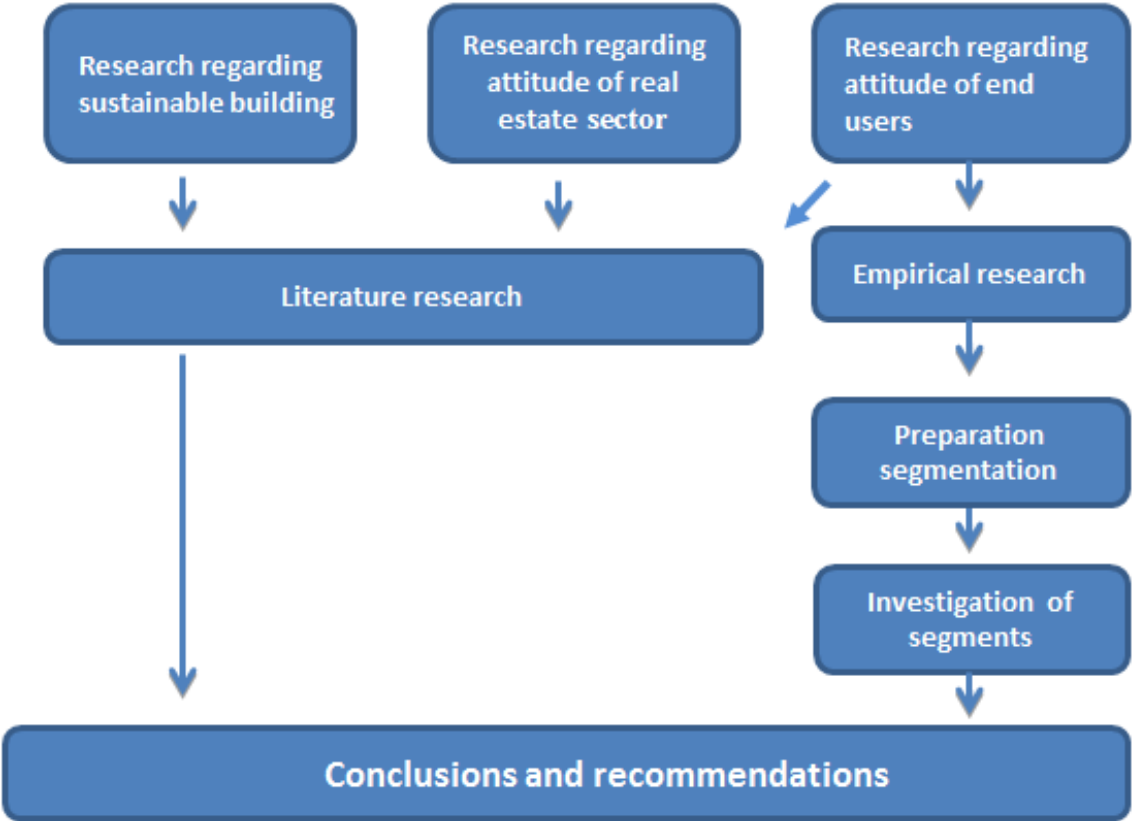 Research regarding
sustainable building
Research regarding
attitude of real
estate sector
Research regarding
attitude of end
users
Literature research
Empirical research
Preparation
segmentation
Investigation of
segments
Conclusions and recommendations